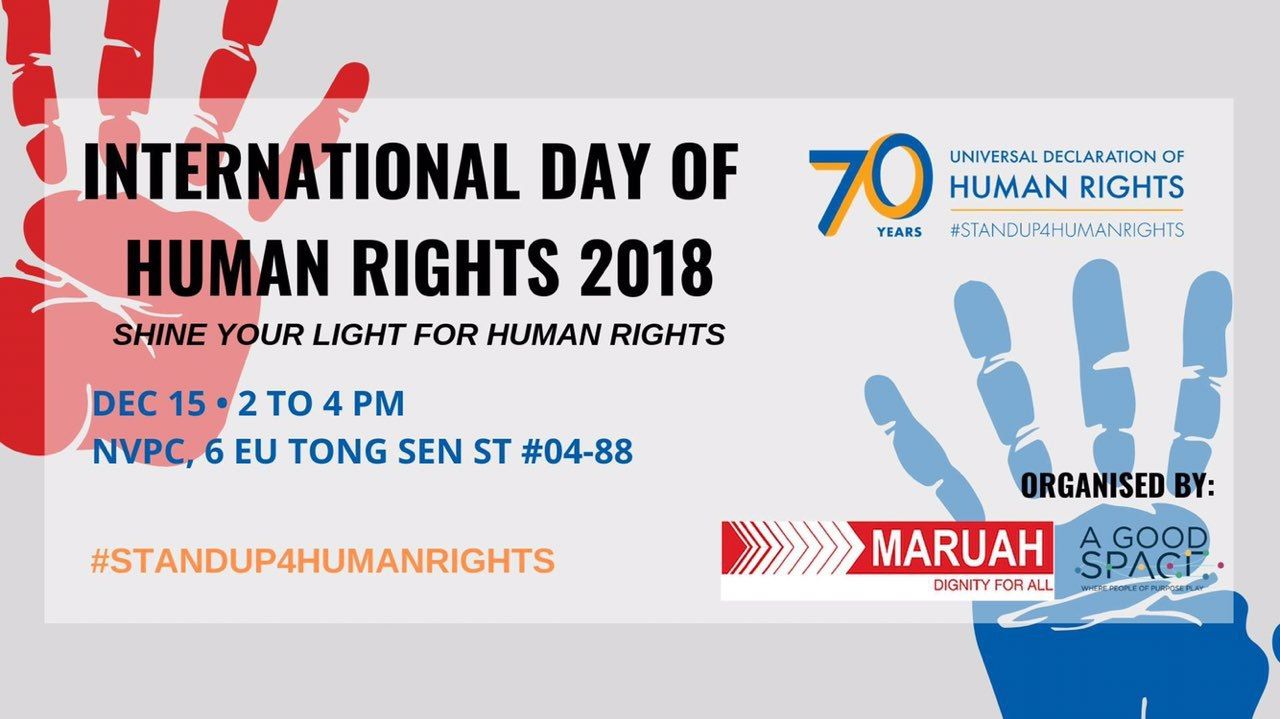 INTERNATIONAL DAY OF
HUMAN RIGHTS 2018
SHINE YOUR LIGHT FOR HUMAN RIGHTS
DEC 15 • 2 TO 4 PM
NVPC, 6 EU TONG SEN ST #04-88
#STANDUP4HUMANRIGHTS
70
YEARS
UNIVERSAL DECLARATION OF
HUMAN RIGHTS
#STANDUP4HUMANRIGHTS
ORGANISED BY:
MARUAH
DIGNITY FOR ALL
A GOOD
SPACE
WHERE PEOPLE OF PURPOSE PLAY